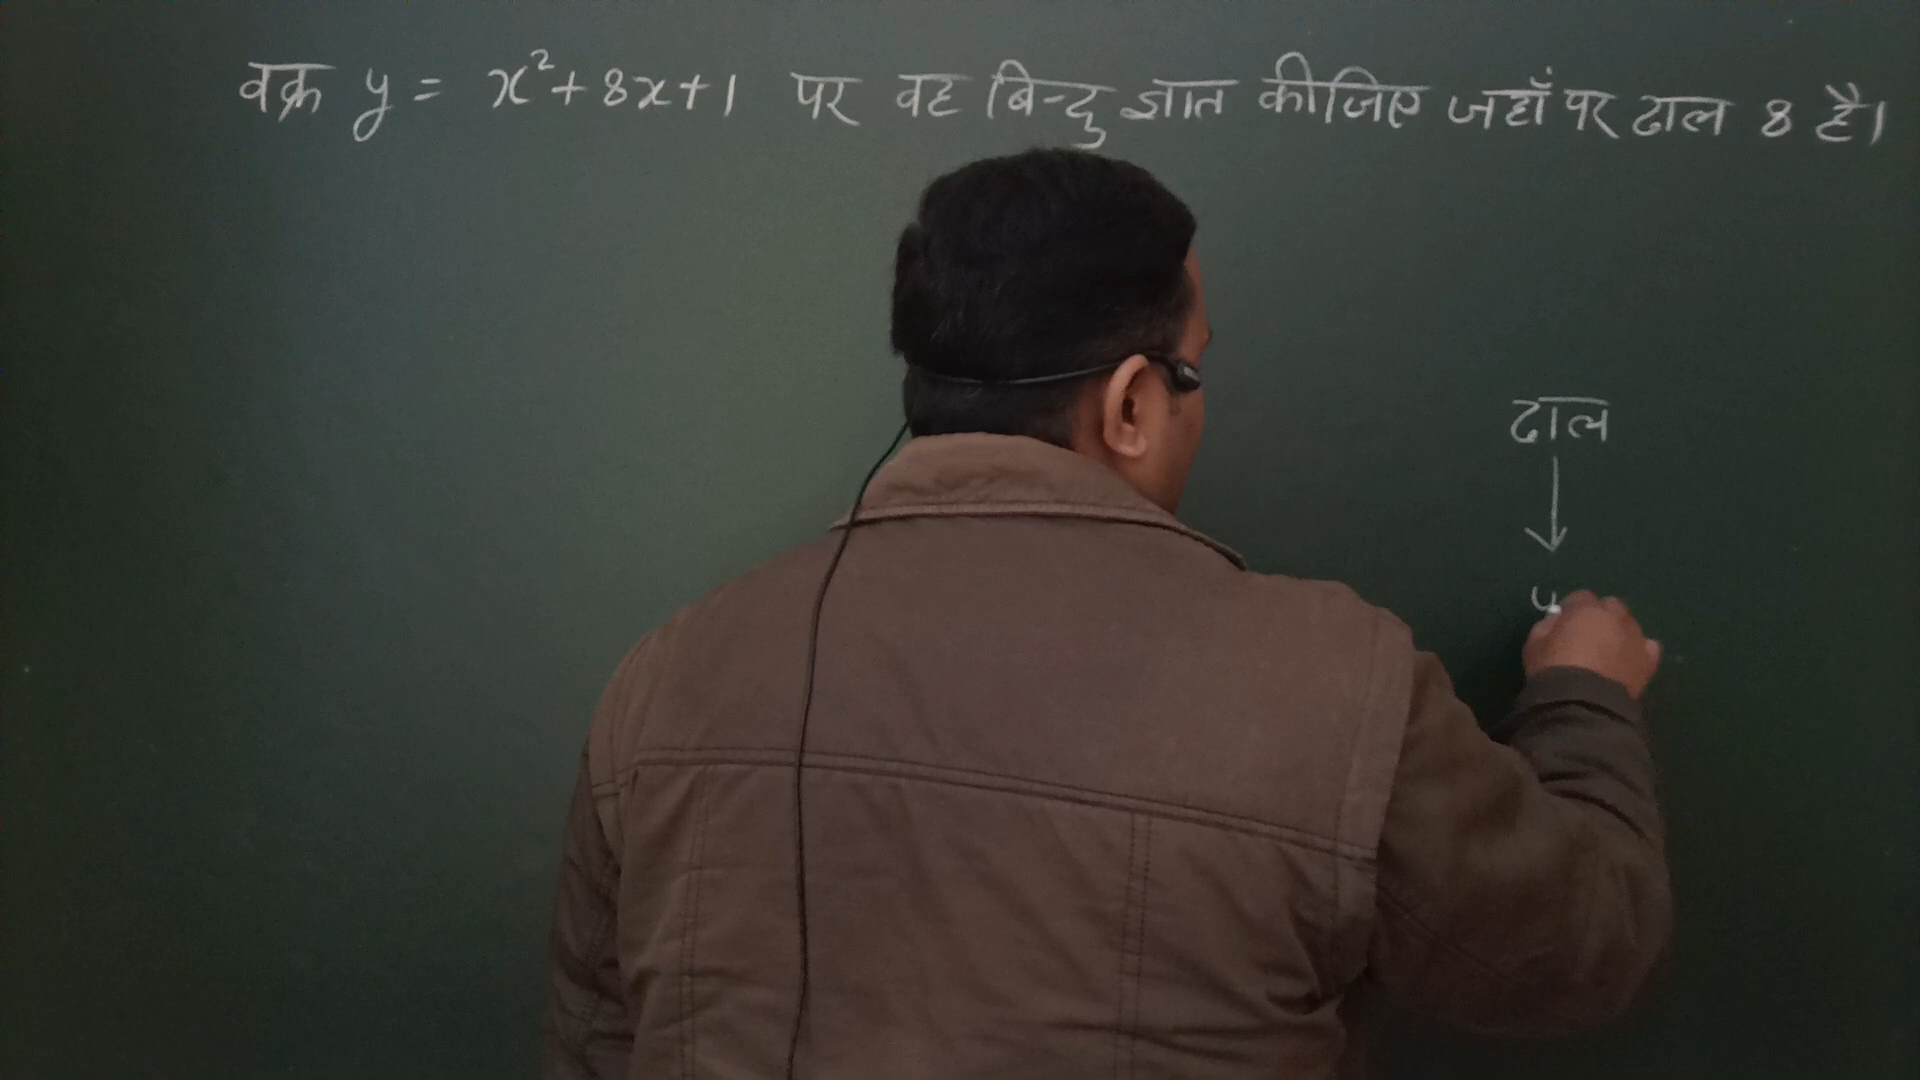 वक्र y = x² + 8x + 1 पर वह बिन्दु ज्ञात कीजिए जहाँ पर ढाल 8 है।
ढाल
↓